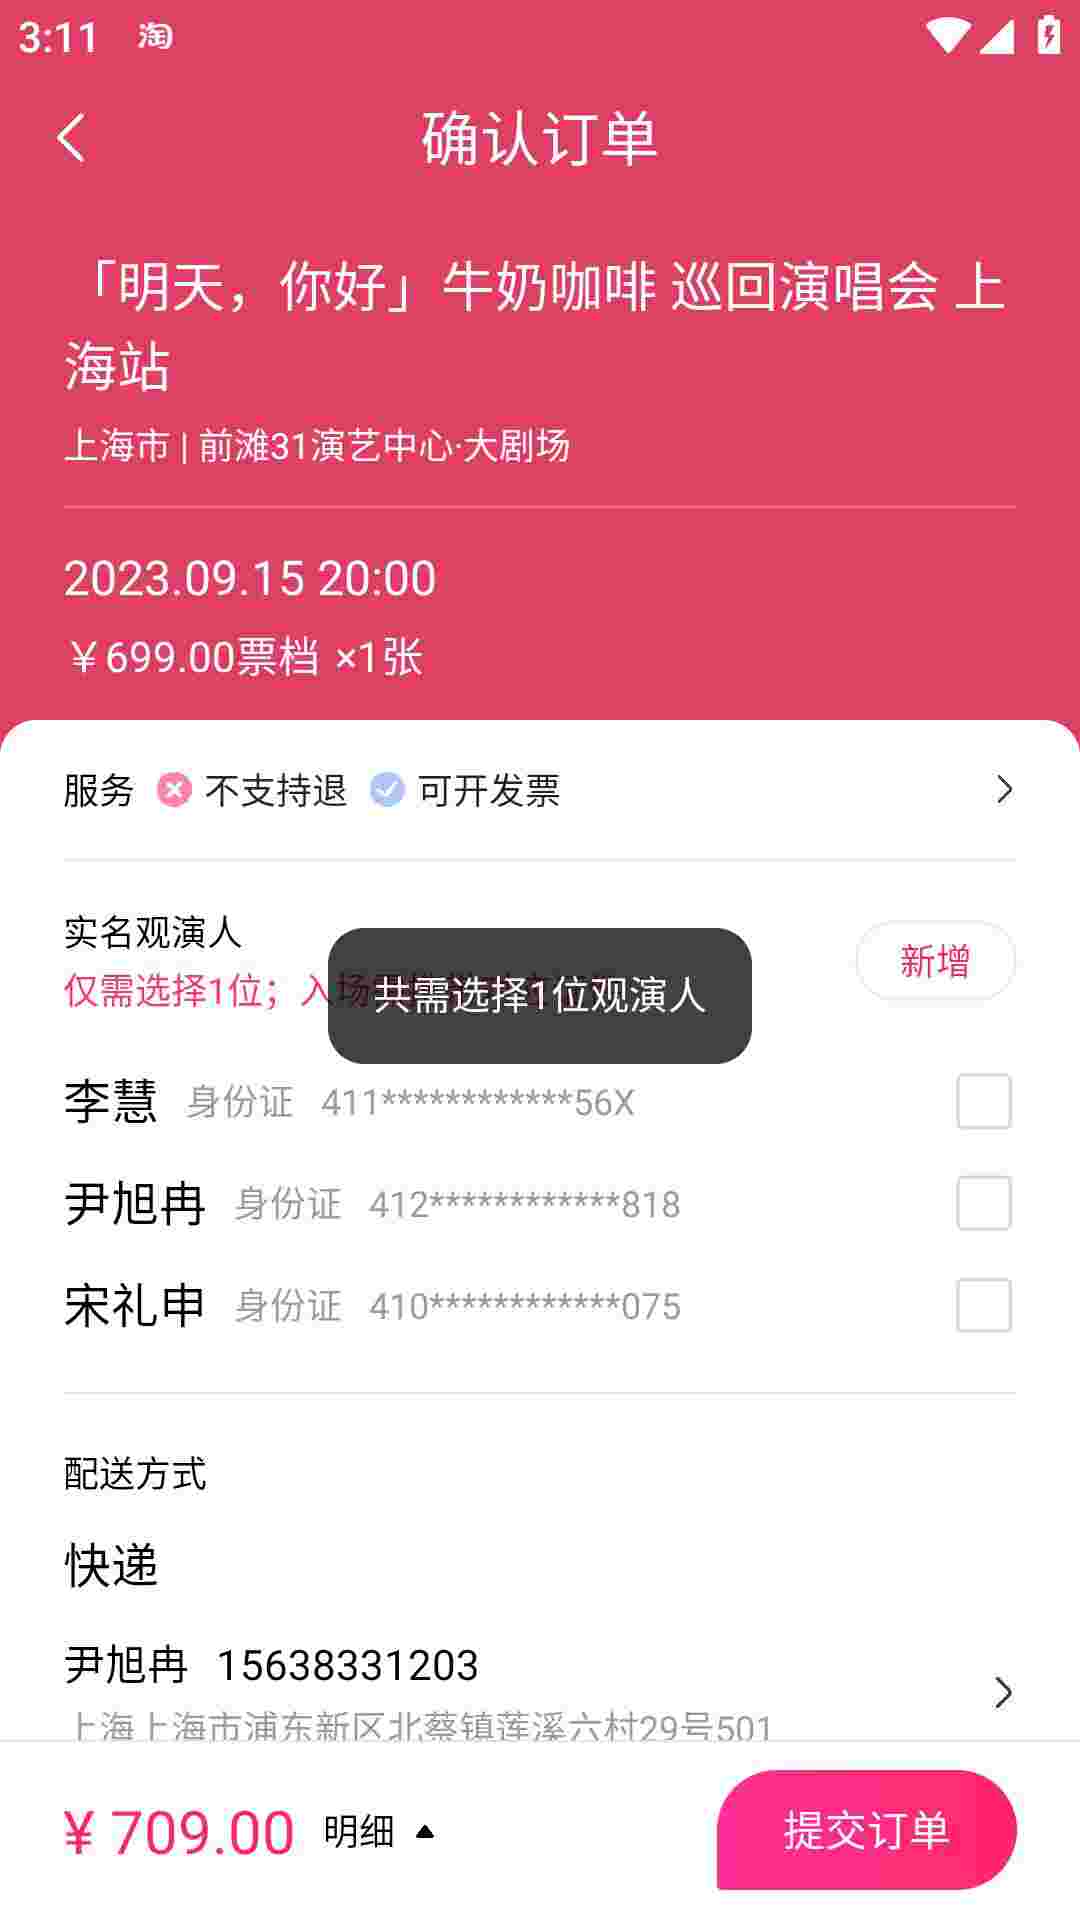 3:11 淘
确认订单
「明天，你好」牛奶咖啡 巡回演唱会 上
海站
上海市 | 前滩31演艺中心·大剧场
2023.09.15 20:00
￥699.00票档 ×1张
服务 不支持退 可开发票
实名观演人
新增
仅需选择1位；入场
共需选择1位观演人
李慧 身份证 411************56X
尹旭冉 身份证 412************818
宋礼申 身份证 410************075
配送方式
快递
尹旭冉 15638331203
上海上海市浦东新区北蔡镇莲溪六村29号501
¥ 709.00 明细 提交订单